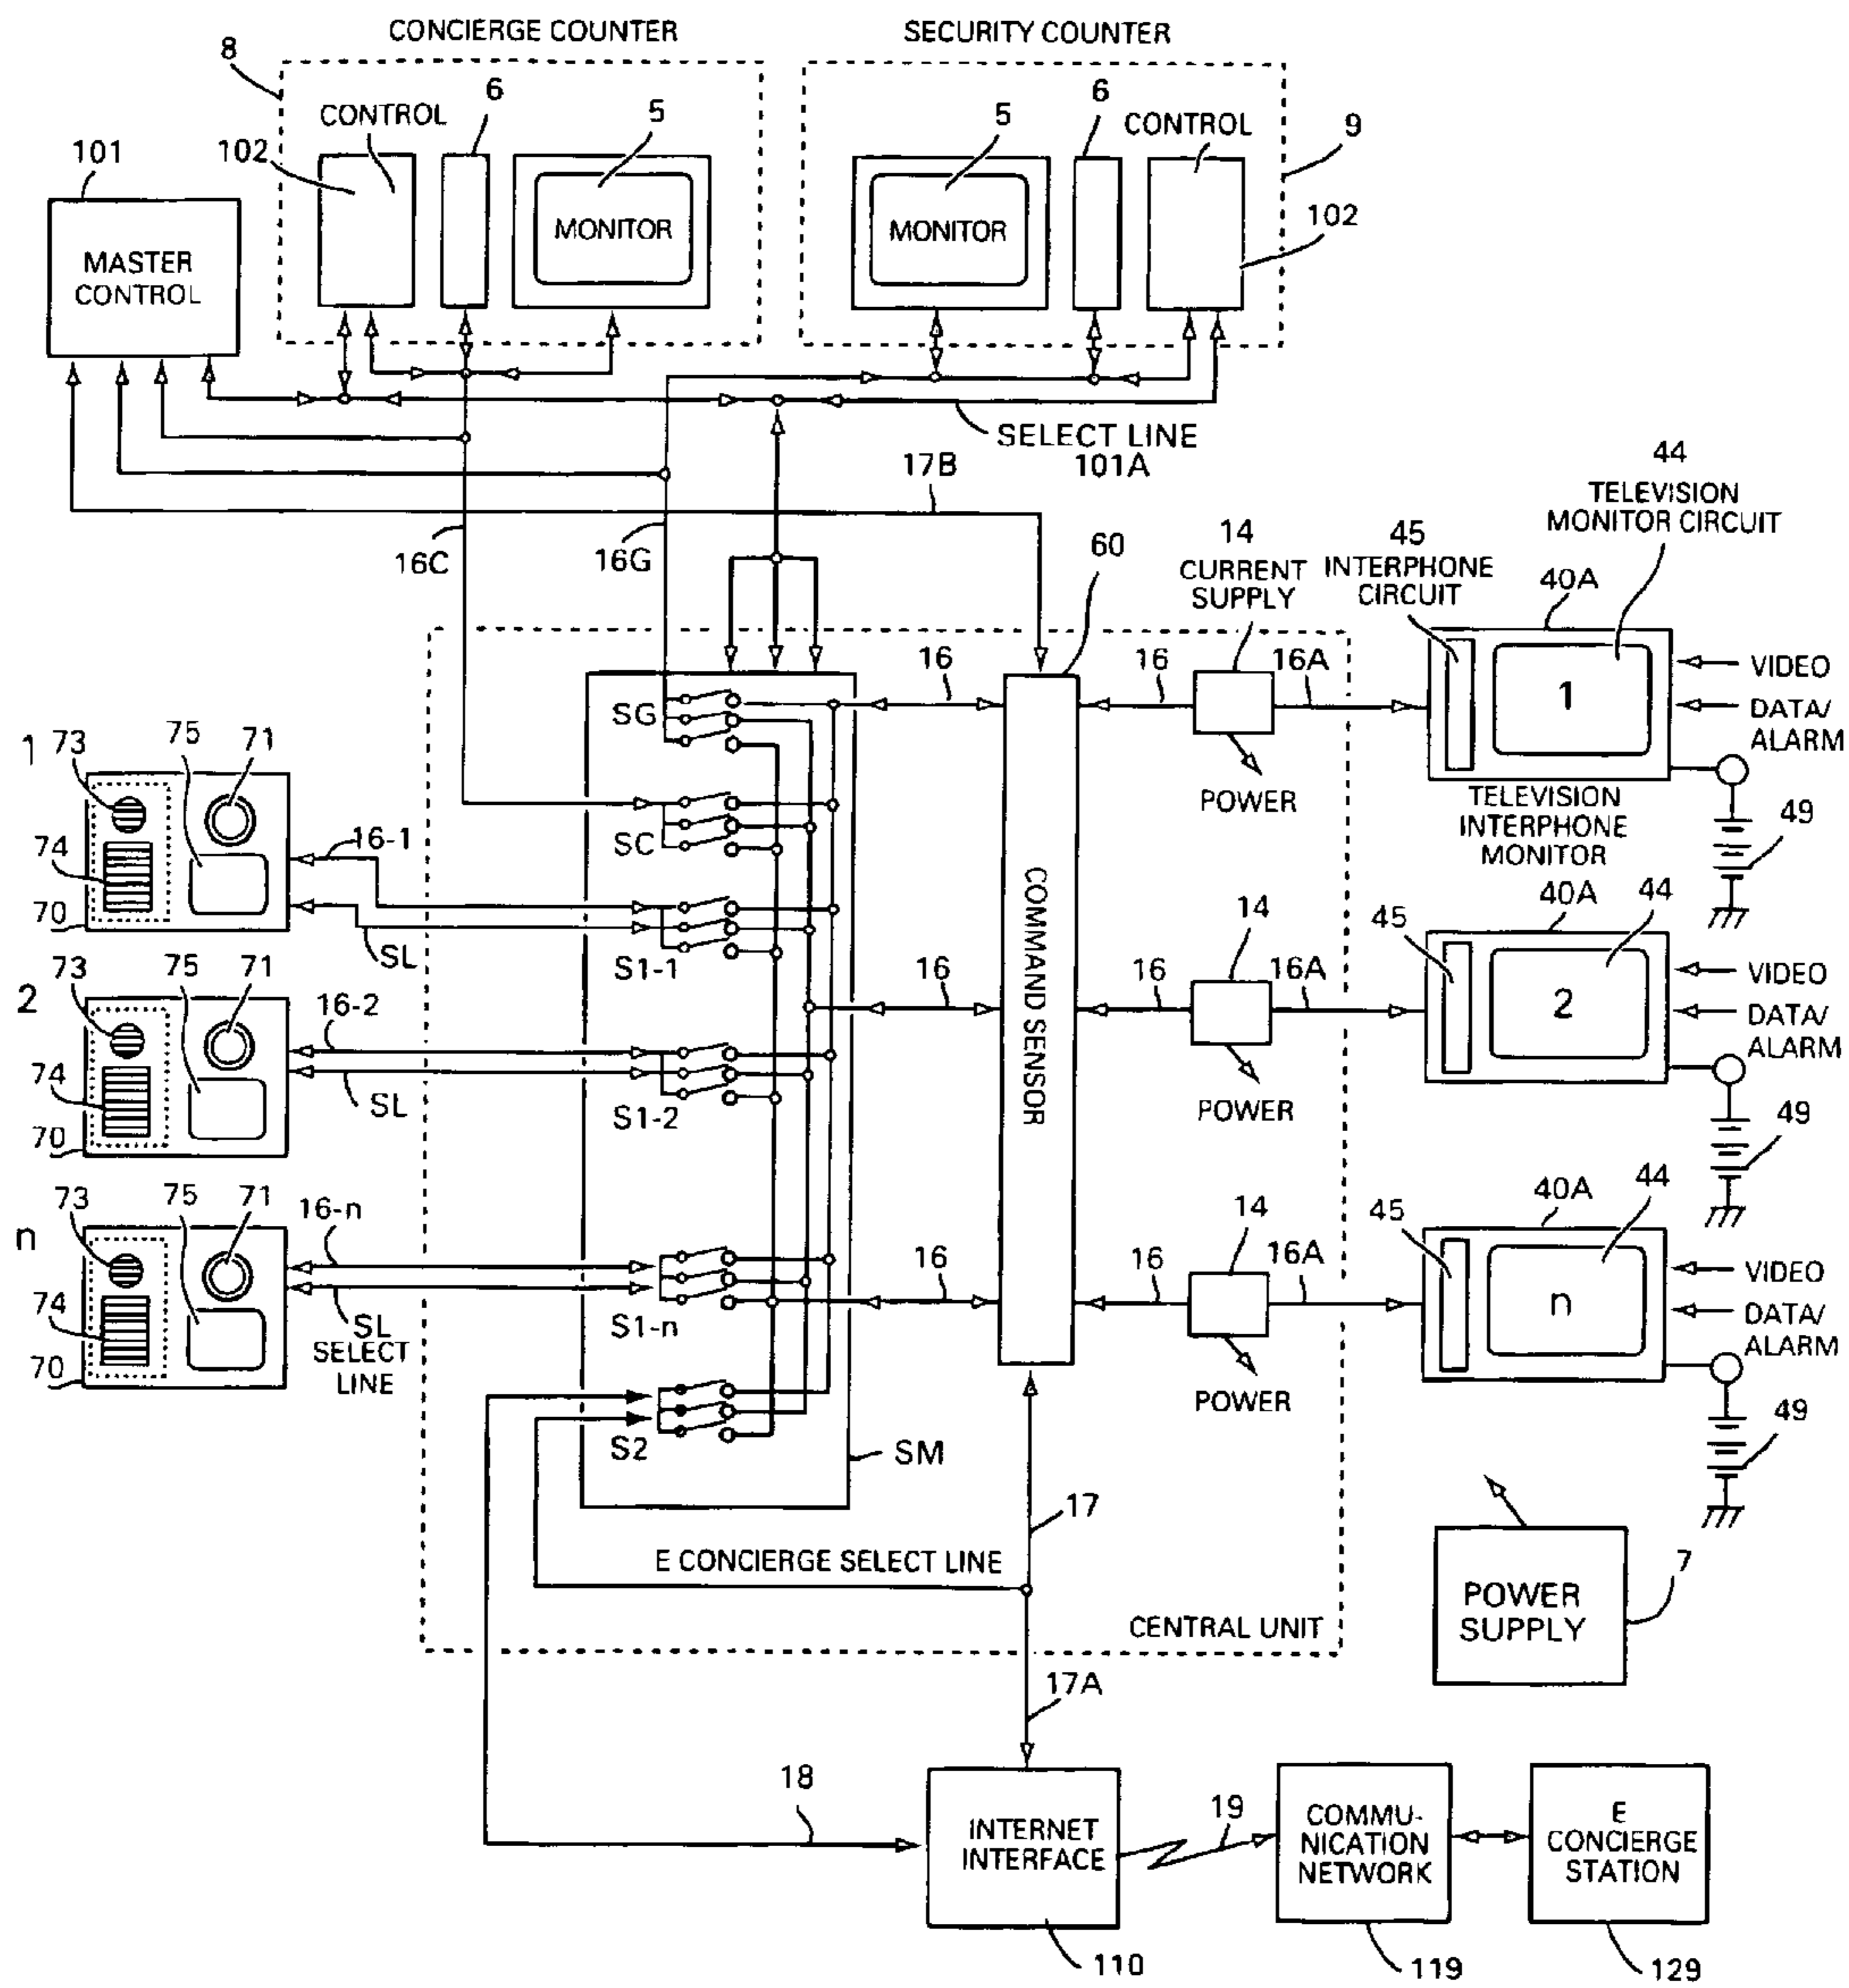 CONCIERGE COUNTER
SECURITY COUNTER
8
CONTROL
6
5
5
6
CONTROL
9
101
102
102
MASTER
CONTROL
MONITOR
MONITOR
SELECT LINE
101A
17B
16C
16G
60
14
CURRENT
SUPPLY
45
INTERPHONE
CIRCUIT
44
TELEVISION
MONITOR CIRCUIT
40A
16
16
16A
1
VIDEO
DATA/
ALARM
SG
POWER
TELEVISION
INTERPHONE
MONITOR
49
1
73
75
71
74
70
16-1
SL
SC
S1-1
COMMAND SENSOR
2
73
75
71
74
70
16-2
SL
S1-2
16
16
14
16A
POWER
45
40A
44
2
VIDEO
DATA/
ALARM
49
n
73
75
71
74
70
16-n
SL
SELECT
LINE
S1-n
16
16
14
16A
POWER
45
40A
44
n
VIDEO
DATA/
ALARM
49
S2
SM
17
E CONCIERGE SELECT LINE
CENTRAL UNIT
POWER
SUPPLY
7
17A
18
INTERNET
INTERFACE
110
19
COMMU-
NICATION
NETWORK
119
E
CONCIERGE
STATION
129